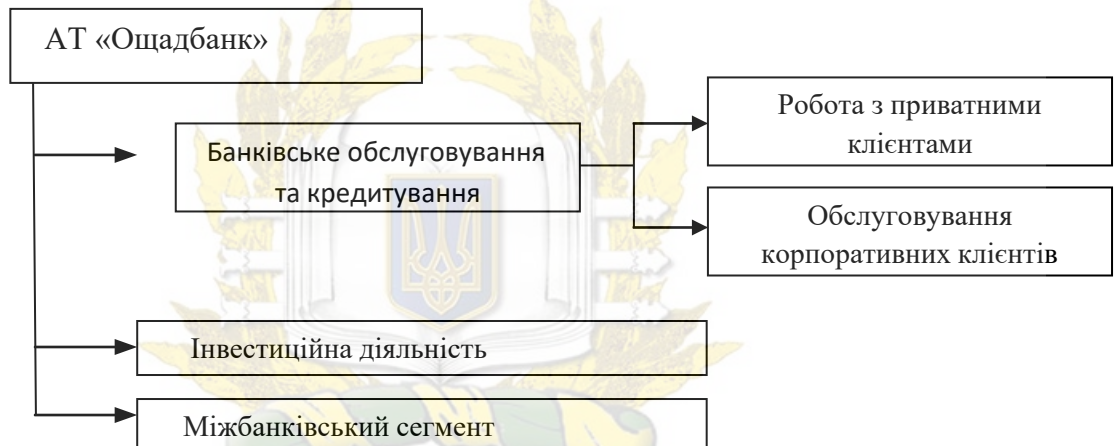 АТ «Ощадбанк»
Робота з приватними
клієнтами
Банківське обслуговування
та кредитування
Обслуговування
корпоративних клієнтів
Інвестиційна діяльність
Міжбанківський сегмент